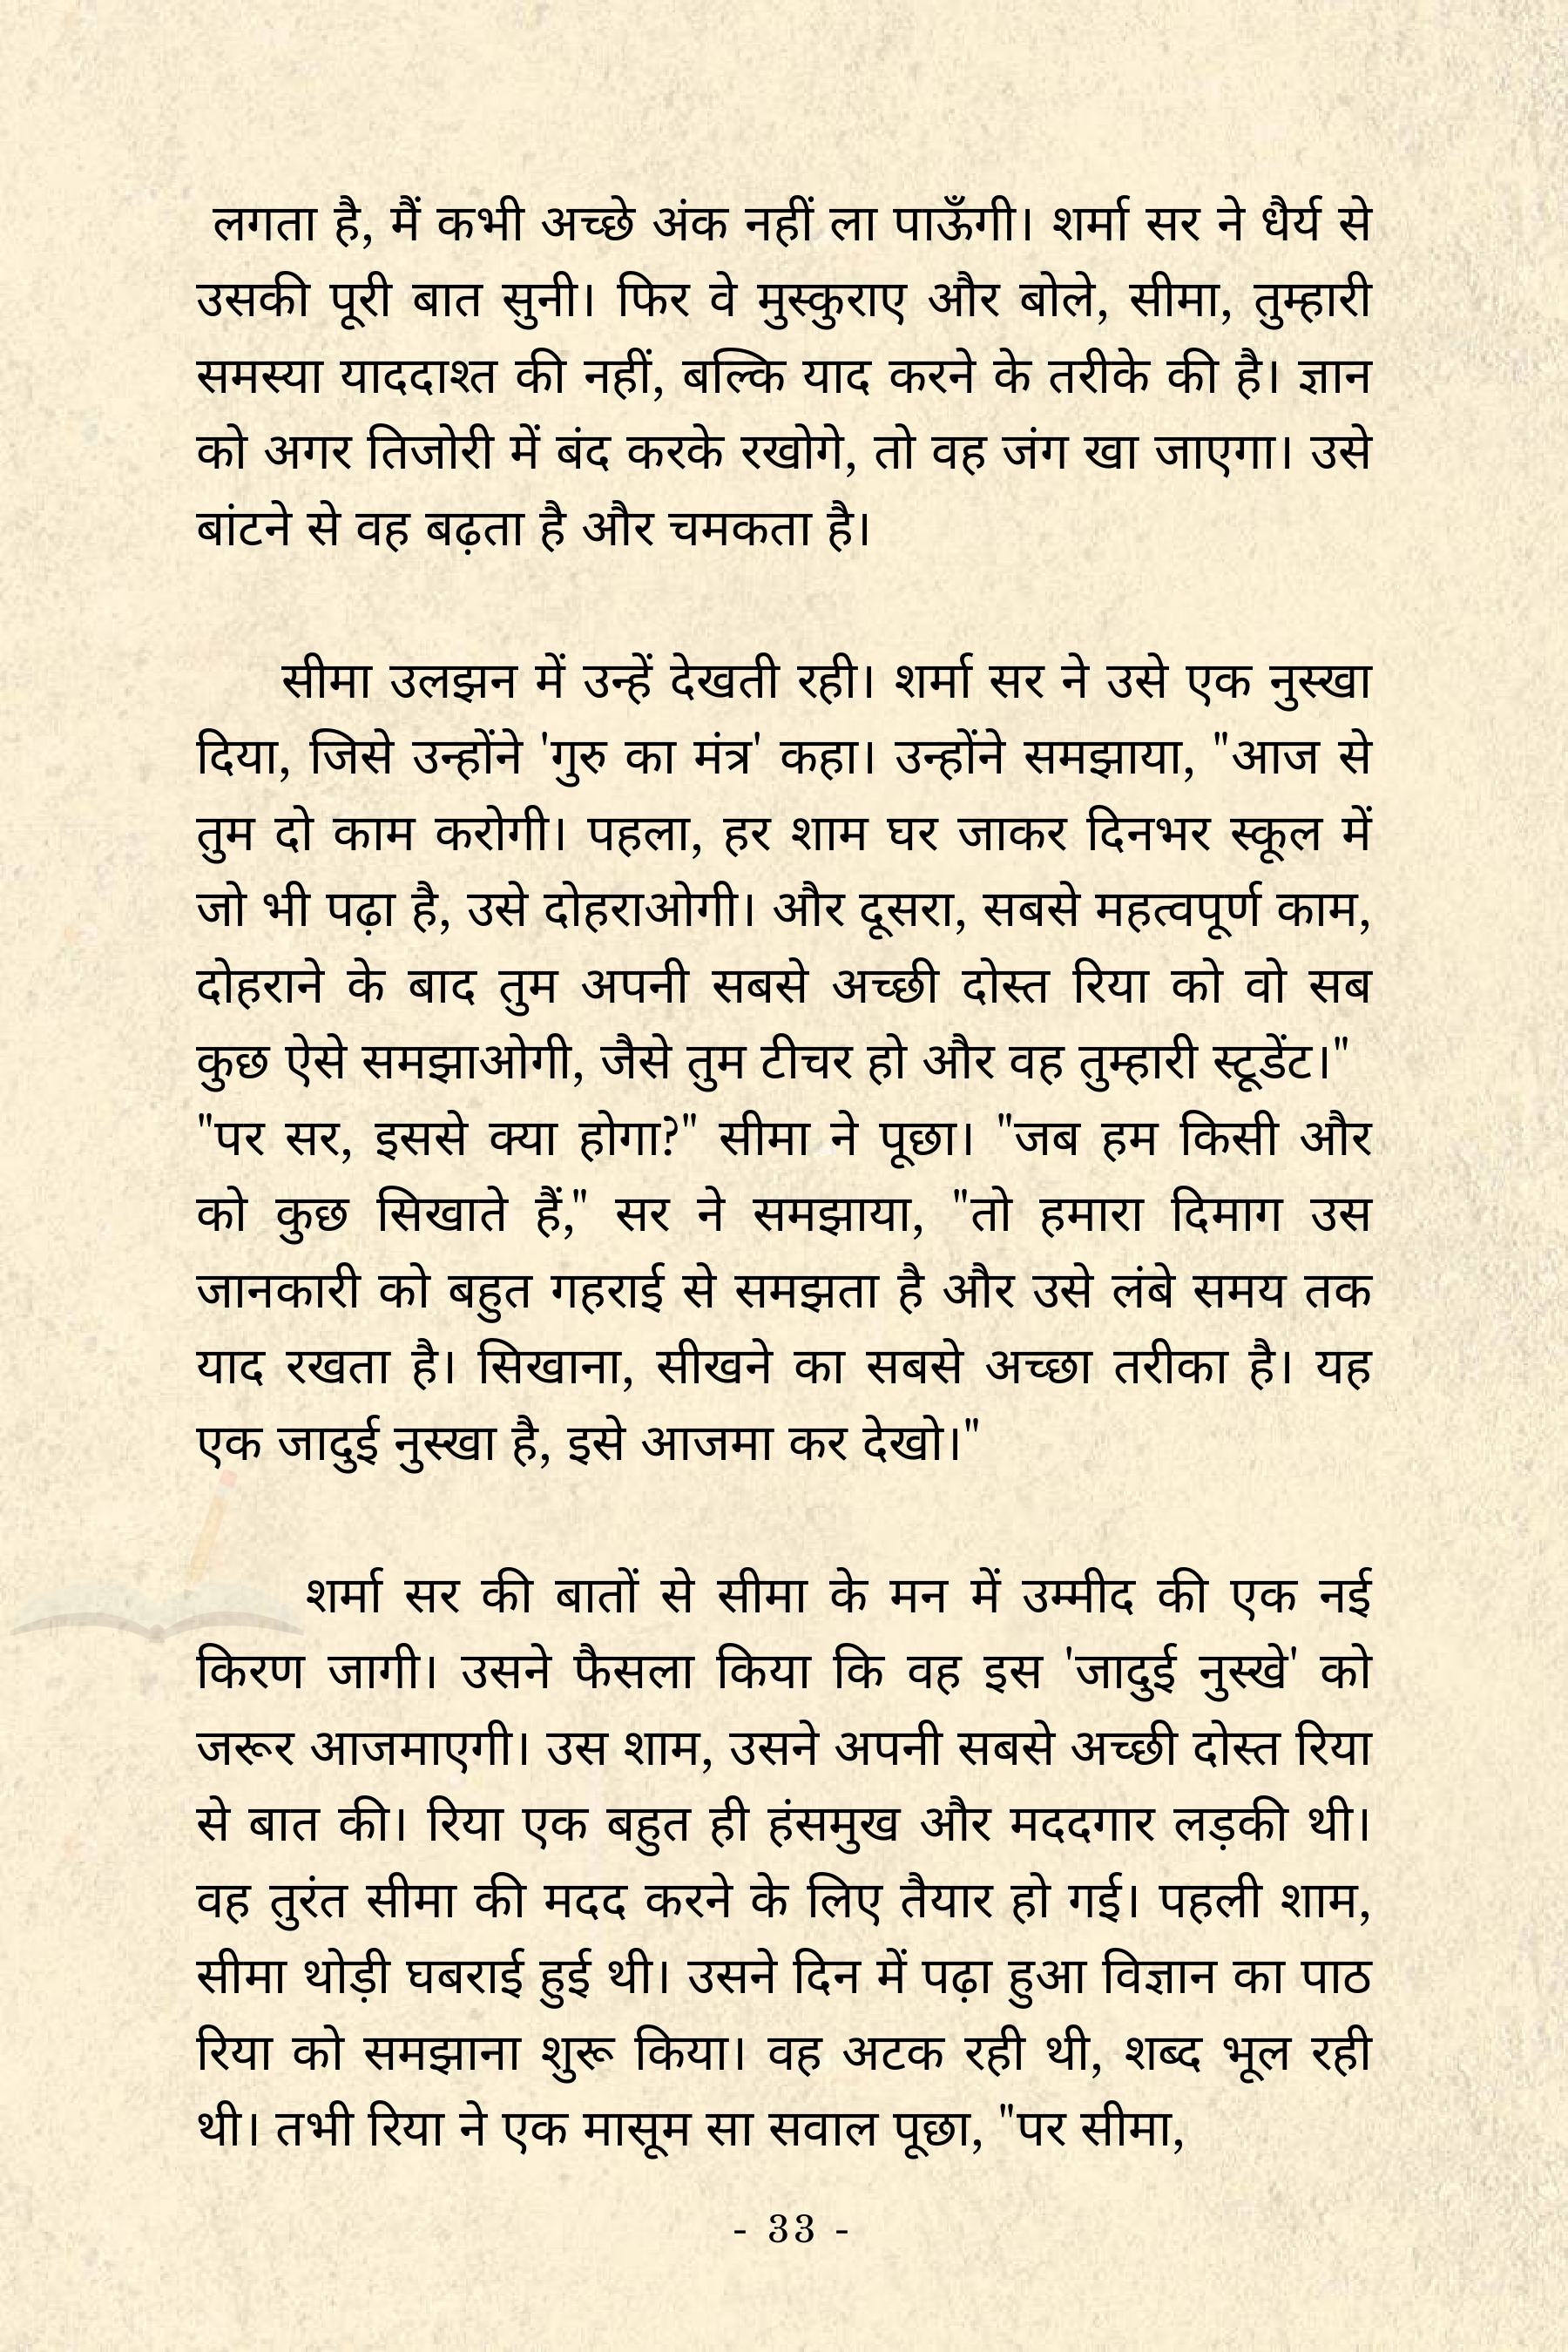 लगता है, मैं कभी अच्छे अंक नहीं ला पाऊँगी। शर्मा सर ने धैर्य से
उसकी पूरी बात सुनी। फिर वे मुस्कुराए और बोले, सीमा, तुम्हारी
समस्या याददाश्त की नहीं, बल्कि याद करने के तरीके की है। ज्ञान
को अगर तिजोरी में बंद करके रखोगे, तो वह जंग खा जाएगा। उसे
बांटने से वह बढ़ता है और चमकता है।
सीमा उलझन में उन्हें देखती रही। शर्मा सर ने उसे एक नुस्खा
दिया, जिसे उन्होंने 'गुरु का मंत्र' कहा। उन्होंने समझाया, "आज से
तुम दो काम करोगी। पहला, हर शाम घर जाकर दिनभर स्कूल में
जो भी पढ़ा है, उसे दोहराओगी। और दूसरा, सबसे महत्वपूर्ण काम,
दोहराने के बाद तुम अपनी सबसे अच्छी दोस्त रिया को वो सब
कुछ ऐसे समझाओगी, जैसे तुम टीचर हो और वह तुम्हारी स्टूडेंट।"
"पर सर, इससे क्या होगा?" सीमा ने पूछा। "जब हम किसी और
को कुछ सिखाते हैं," सर ने समझाया, "तो हमारा दिमाग उस
जानकारी को बहुत गहराई से समझता है और उसे लंबे समय तक
याद रखता है। सिखाना, सीखने का सबसे अच्छा तरीका है। यह
एक जादुई नुस्खा है, इसे आजमा कर देखो।"
शर्मा सर की बातों से सीमा के मन में उम्मीद की एक नई
किरण जागी। उसने फैसला किया कि वह इस 'जादुई नुस्खे' को
जरूर आजमाएगी। उस शाम, उसने अपनी सबसे अच्छी दोस्त रिया
से बात की। रिया एक बहुत ही हंसमुख और मददगार लड़की थी।
वह तुरंत सीमा की मदद करने के लिए तैयार हो गई। पहली शाम,
सीमा थोड़ी घबराई हुई थी। उसने दिन में पढ़ा हुआ विज्ञान का पाठ
रिया को समझाना शुरू किया। वह अटक रही थी, शब्द भूल रही
थी। तभी रिया ने एक मासूम सा सवाल पूछा, "पर सीमा,
- 33 -